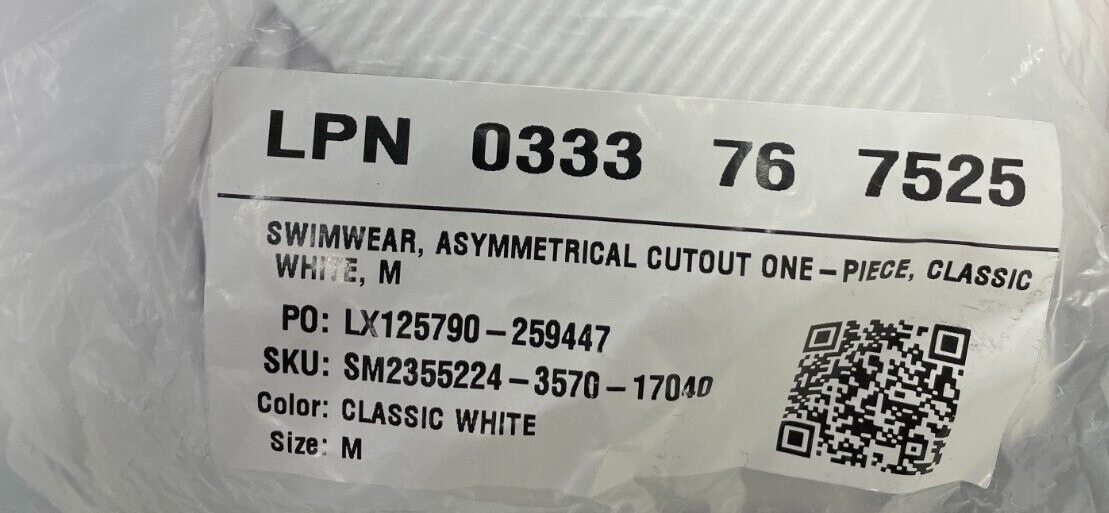 LPN 0333 76 7525
SWIMWEAR, ASYMMETRICAL CUTOUT ONE-PIECE, CLASSIC
WHITE, M
PO: LX125790-259447
SKU: SM2355224-3570-17040
Color: CLASSIC WHITE
Size: M